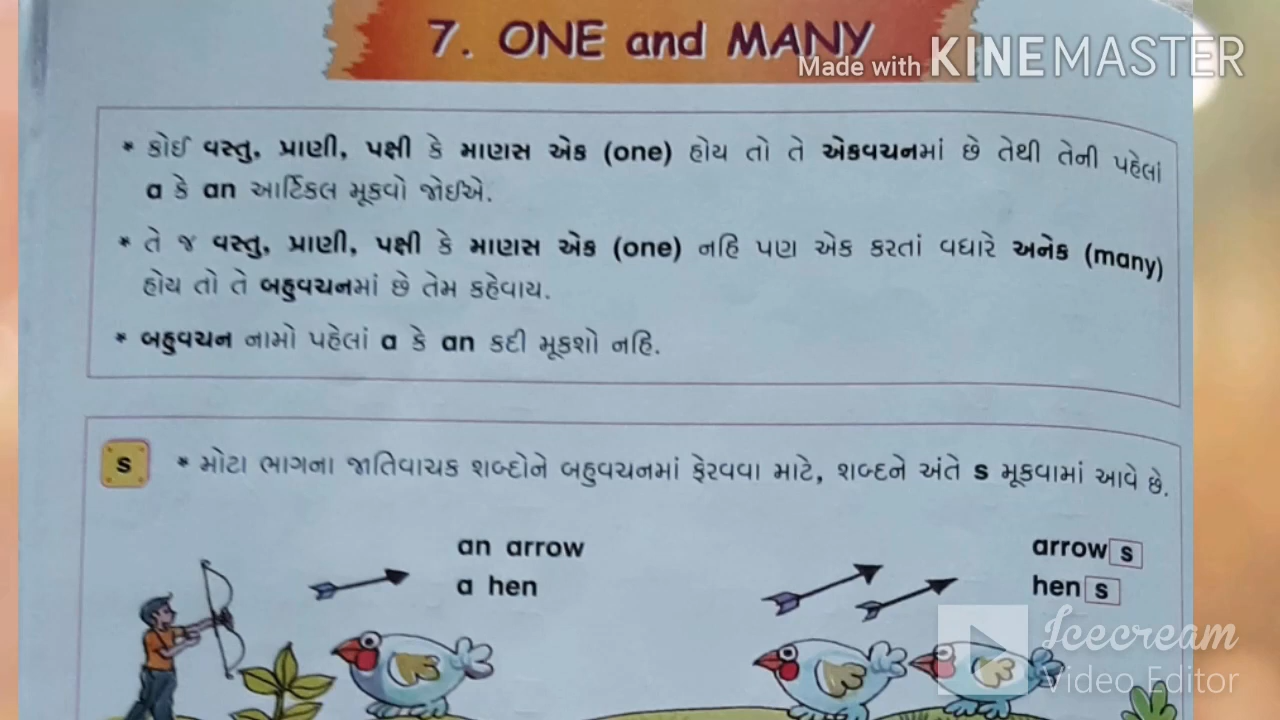 7. ONE and MANY
Made with KINEMASTER
* કોઈ વસ્તુ, પ્રાણી, પક્ષી કે માણસ એક (one) હોય તો તે એકવચનમાં છે તેથી તેની પહેલાં
a કે an આર્ટિકલ મૂકવો જોઈએ.
* તે જ વસ્તુ, પ્રાણી, પક્ષી કે માણસ એક (one) નહિ પણ એક કરતાં વધારે અનેક (many)
હોય તો તે બહુવચનમાં છે તેમ કહેવાય.
* બહુવચન નામો પહેલાં a કે an કદી મૂકશો નહિ.
s * મોટા ભાગના જાતિવાચક શબ્દોને બહુવચનમાં ફેરવવા માટે, શબ્દને અંતે s મૂકવામાં આવે છે.
an arrow arrows
a hen hens
Icecream
Video Editor